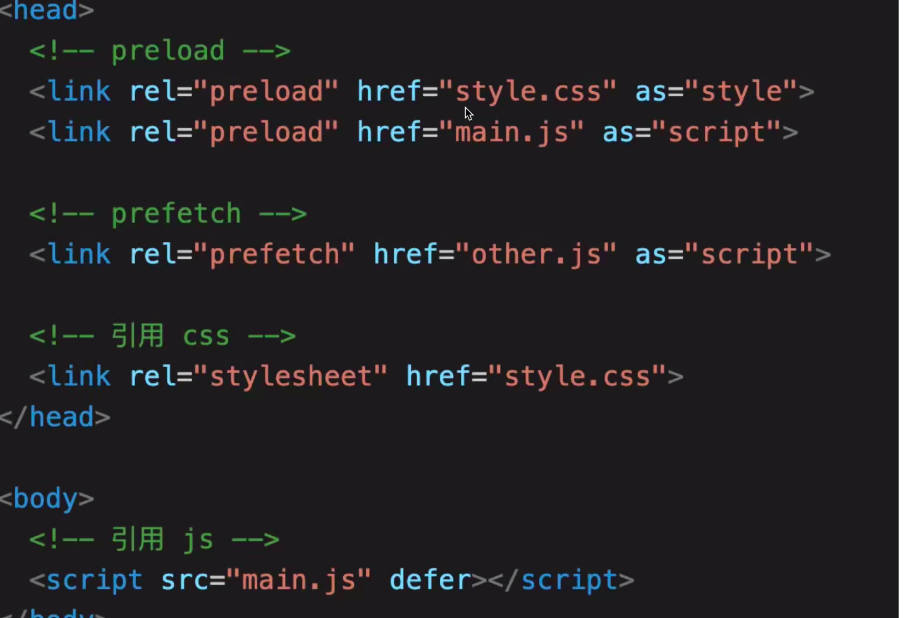 <head>
<!-- preload -->
<link rel="preload" href="style.css" as="style">
<link rel="preload" href="main.js" as="script">
<!-- prefetch -->
<link rel="prefetch" href="other.js" as="script">
<!-- 引用 css -->
<link rel="stylesheet" href="style.css">
</head>
<body>
<!-- 引用 js -->
<script src="main.js" defer></script>
</body>